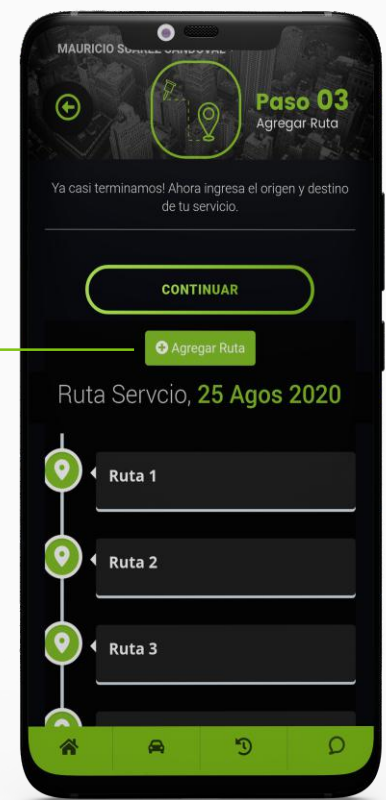 MAURICIO SUAREZ SANDOVAL
Paso 03
Agregar Ruta
Ya casi terminamos! Ahora ingresa el origen y destino
de tu servicio.
CONTINUAR
Agregar Ruta
Ruta Servcio, 25 Agos 2020
Ruta 1
Ruta 2
Ruta 3